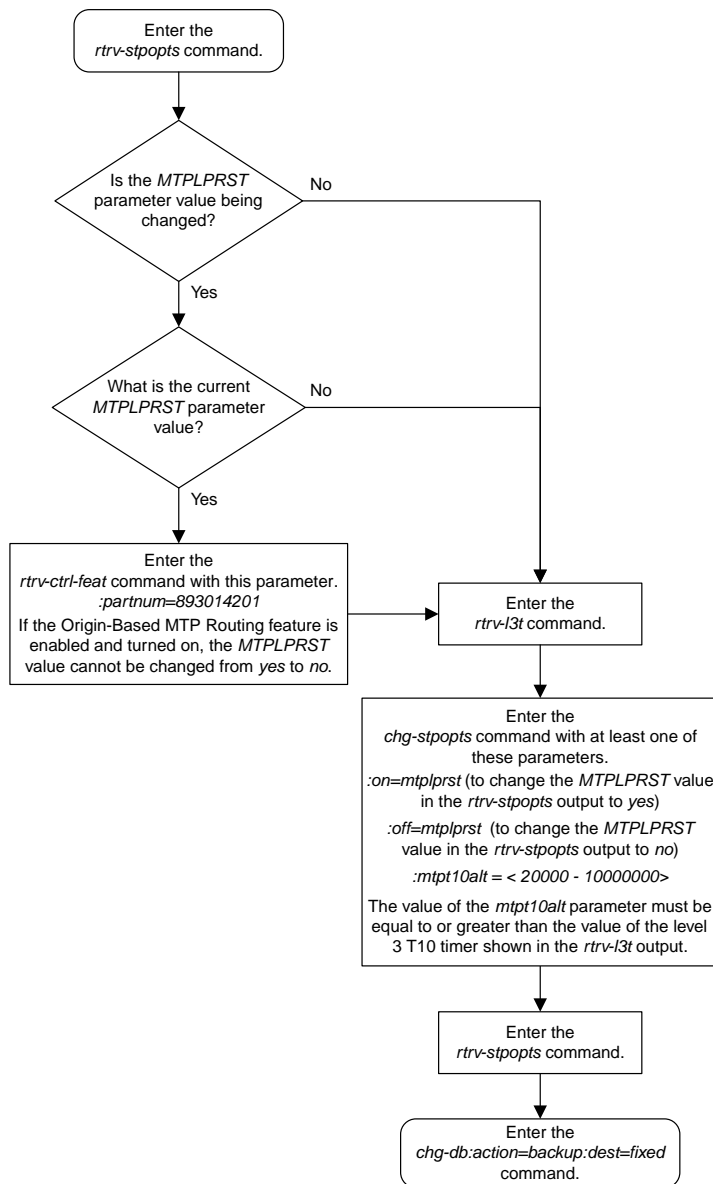 Enter the
rtrv-stpopts command.
Is the MTPLPRST
parameter value being
changed?
No
Yes
What is the current
MTPLPRST parameter
value?
No
Yes
Enter the
rtrv-ctrl-feat command with this parameter.
:partnum=893014201
If the Origin-Based MTP Routing feature is
enabled and turned on, the MTPLPRST
value cannot be changed from yes to no.
Enter the
rtrv-l3t command.
Enter the
chg-stpopts command with at least one of
these parameters.
:on=mtplprst (to change the MTPLPRST value
in the rtrv-stpopts output to yes)
:off=mtplprst (to change the MTPLPRST
value in the rtrv-stpopts output to no)
:mtpt10alt = < 20000 - 10000000>
The value of the mtpt10alt parameter must be
equal to or greater than the value of the level
3 T10 timer shown in the rtrv-l3t output.
Enter the
rtrv-stpopts command.
Enter the
chg-db:action=backup:dest=fixed
command.